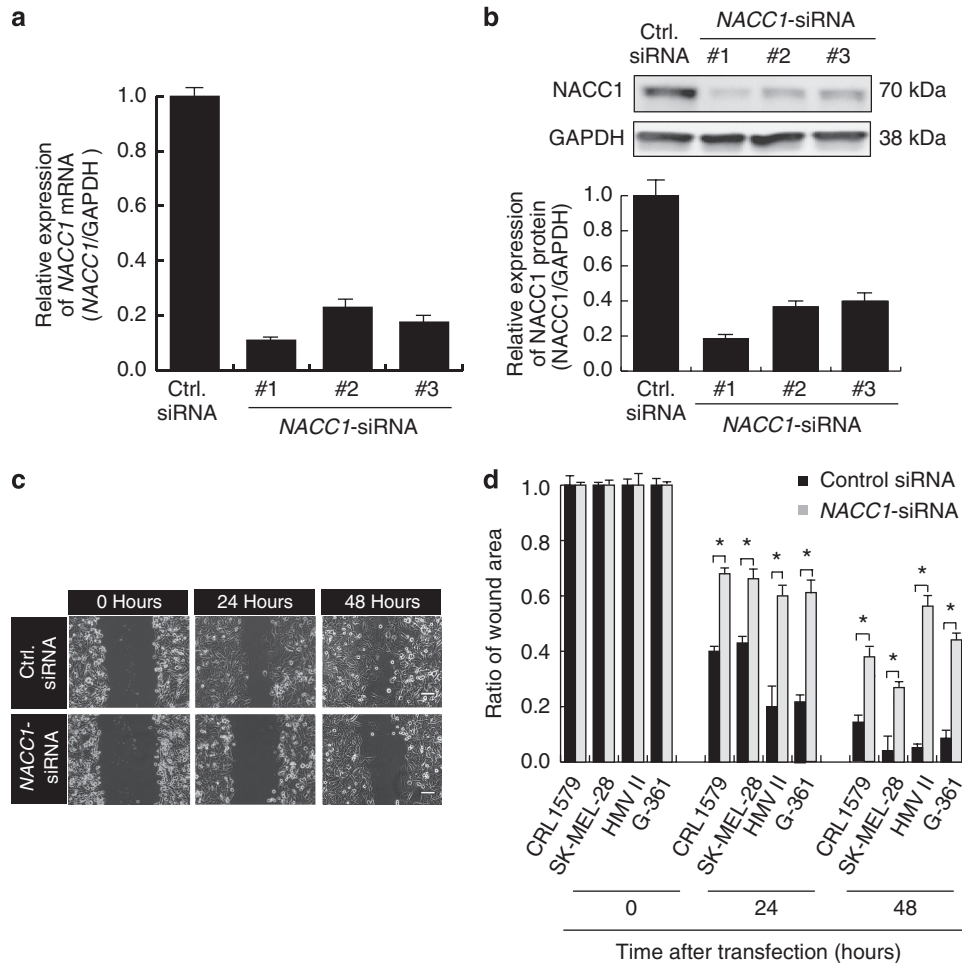 a
Relative expression
of NACC1 mRNA
(NACC1/GAPDH )
1.0
0.8
0.6
0.4
0.2
0.0
Ctrl.
siRNA
#1
#2
#3
NACC1-siRNA
b
Ctrl.
siRNA
NACC1-siRNA
#1
#2
#3
NACC1
70 kDa
GAPDH
38 kDa
Relative expression
of NACC1 protein
(NACC1/GAPDH)
1.0
0.8
0.6
0.4
0.2
0.0
Ctrl.
siRNA
#1
#2
#3
NACC1-siRNA
c
0 Hours
24 Hours
48 Hours
Ctrl.
siRNA
NACC1-
siRNA
d
Control siRNA
NACC1-siRNA
Ratio of wound area
1.0
0.8
0.6
0.4
0.2
0.0
* * * *
* * * *
CRL1579
SK-MEL-28
HMV II
G-361
CRL1579
SK-MEL-28
HMV II
G-361
CRL1579
SK-MEL-28
HMV II
G-361
0
24
48
Time after transfection (hours)